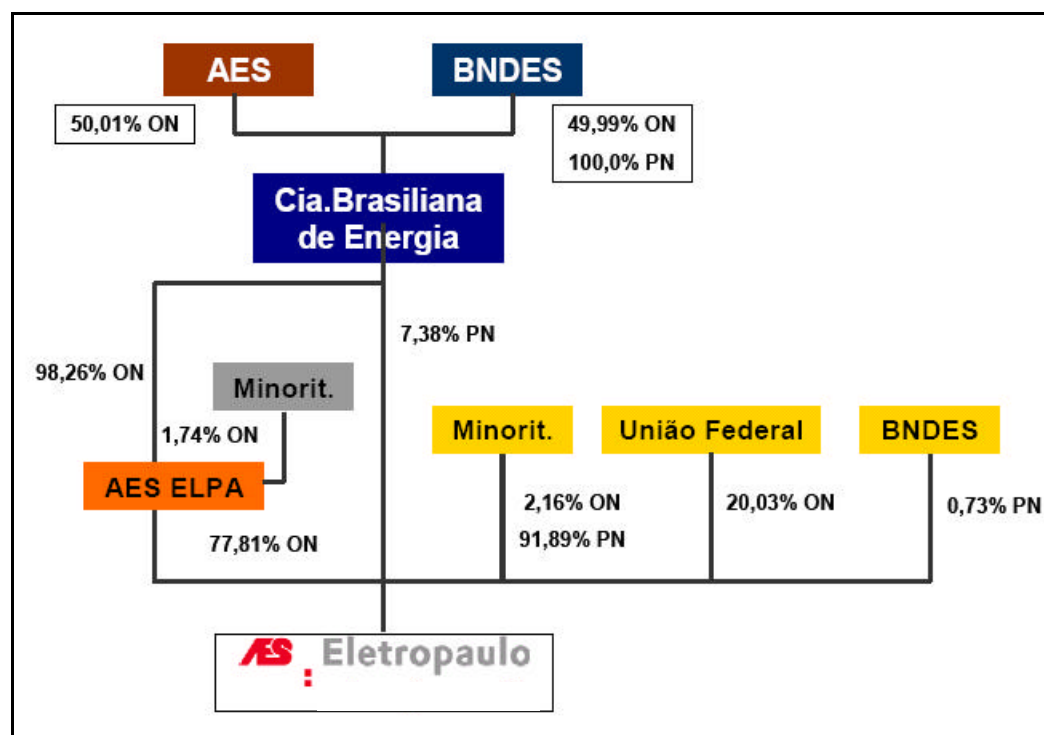 AES
BNDES
50,01% ON
49,99% ON
100,0% PN
Cia.Brasiliana
de Energia
7,38% PN
98,26% ON
Minorit.
1,74% ON
AES ELPA
77,81% ON
Minorit.
União Federal
BNDES
2,16% ON
91,89% PN
20,03% ON
0,73% PN
AES Eletropaulo